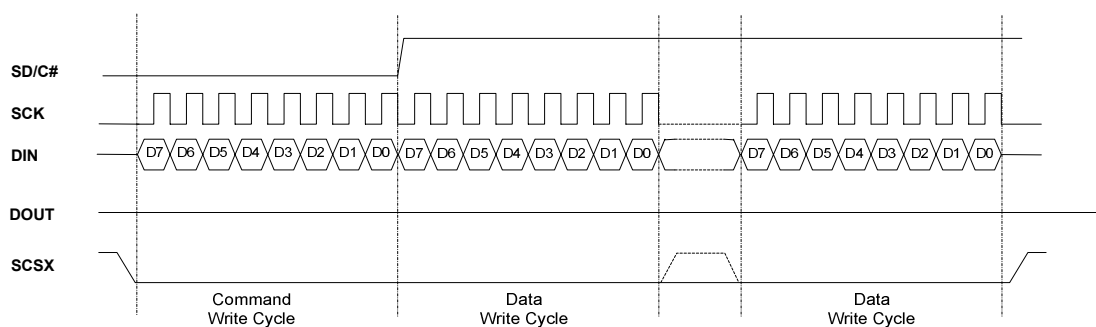 SD/C#
SCK
DIN D7 D6 D5 D4 D3 D2 D1 D0 D7 D6 D5 D4 D3 D2 D1 D0 D7 D6 D5 D4 D3 D2 D1 D0
DOUT
SCSX
Command Data Data
Write Cycle Write Cycle Write Cycle